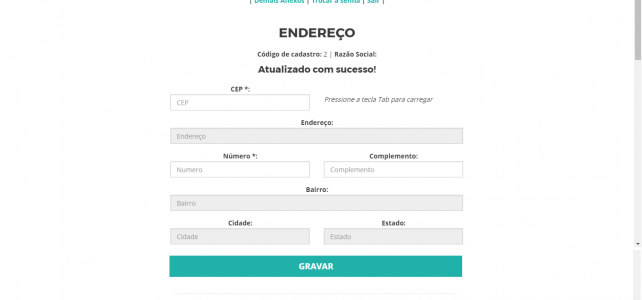 | Demais Anexos | Trocar a senha | Sair |
ENDEREÇO
Código de cadastro: 2 | Razão Social:
Atualizado com sucesso!
CEP *:
CEP
Pressione a tecla Tab para carregar
Endereço:
Endereço
Número *: Complemento:
Numero Complemento
Bairro:
Bairro
Cidade: Estado:
Cidade Estado
GRAVAR